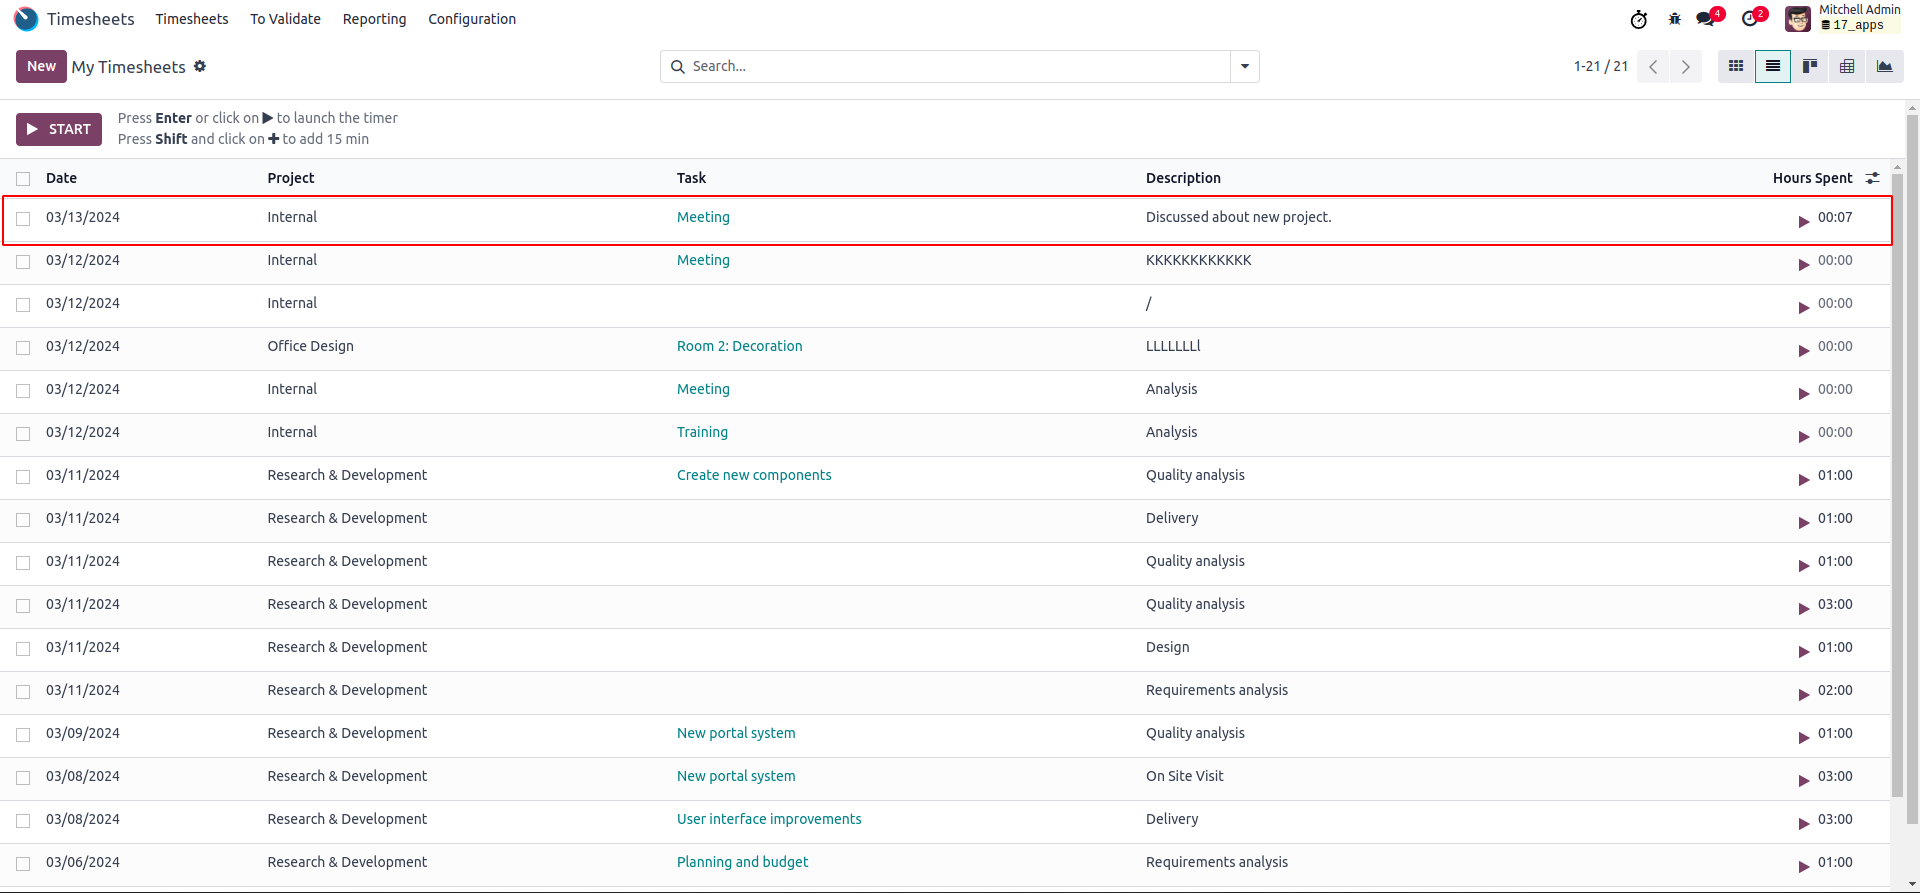 Timesheets Timesheets To Validate Reporting Configuration 4 2 Mitchell Admin
17_apps
New My Timesheets Search... 1-21 / 21
START Press Enter or click on to launch the timer
Press Shift and click on to add 15 min
Date Project Task Description Hours Spent
03/13/2024 Internal Meeting Discussed about new project. 00:07
03/12/2024 Internal Meeting KKKKKKKKKKKK 00:00
03/12/2024 Internal / 00:00
03/12/2024 Office Design Room 2: Decoration LLLLLLLl 00:00
03/12/2024 Internal Meeting Analysis 00:00
03/12/2024 Internal Training Analysis 00:00
03/11/2024 Research & Development Create new components Quality analysis 01:00
03/11/2024 Research & Development Delivery 01:00
03/11/2024 Research & Development Quality analysis 01:00
03/11/2024 Research & Development Quality analysis 03:00
03/11/2024 Research & Development Design 01:00
03/11/2024 Research & Development Requirements analysis 02:00
03/09/2024 Research & Development New portal system Quality analysis 01:00
03/08/2024 Research & Development New portal system On Site Visit 03:00
03/08/2024 Research & Development User interface improvements Delivery 03:00
03/06/2024 Research & Development Planning and budget Requirements analysis 01:00